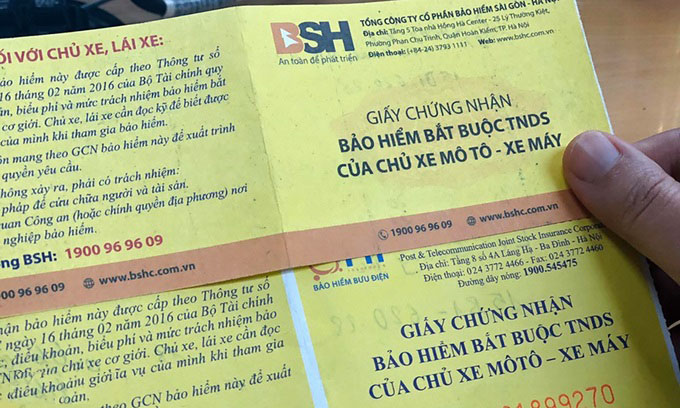 ỐI VỚI CHỦ XE, LÁI XE:
ảo hiểm này được cấp theo Thông tư số
16 tháng 02 năm 2016 của Bộ Tài chính quy
ản, biểu phí và mức trách nhiệm bảo hiểm bắt
cơ giới. Chủ xe, lái xe cần đọc kỹ để biết được
của mình khi tham gia bảo hiểm.
ôn mang theo GCN bảo hiểm này để xuất trình
quyền yêu cầu.
hông xảy ra, phải có trách nhiệm:
pháp để cứu chữa người và tài sản.
uan Công an (hoặc chính quyền địa phương) nơi
nghiệp bảo hiểm.
ng BSH: 1900 96 96 09
www.bshc.com.vn
BSH
An toàn để phát triển
TỔNG CÔNG TY CỔ PHẦN BẢO HIỂM SÀI GÒN - HÀ NỘ
Địa chỉ: Tầng 5 Toà nhà Hồng Hà Center - 25 Lý Thường Kiệt,
Phường Phan Chu Trinh, Quận Hoàn Kiếm, TP. Hà Nội
Điện thoại: (+84-24) 3793 1111 Web: www.bshc.com.vn
GIẤY CHỨNG NHẬN
BẢO HIỂM BẮT BUỘC TNDS
CỦA CHỦ XE MÔ TÔ - XE MÁY
1900 96 96 09 www.bshc.com.vn
BẢO HIỂM BƯU ĐIỆN
Post & Telecommunication Joint Stock Insurance Corporat
Địa chỉ: Tầng 8 số 4A Láng Hạ - Ba Đình - Hà Nội
Điện thoại: 024 3772 4466 - Fax: 024 3772 4460
Đường dây nóng: 1900.545475
GIẤY CHỨNG NHẬN
BẢO HIỂM BẮT BUỘC TNDS
CỦA CHỦ XE MÔTÔ – XE MÁY
1899270
hận bảo hiểm này được cấp theo Thông tư
ngày 16 tháng 02 năm 2016 của Bộ Tài chính
điều khoản, biểu phí và mức trách nhiệm bảo
chủ xe cơ giới. Chủ xe, lái xe cần đọc
vụ của mình khi tham gia
theo GCN bảo hiểm này để xuất